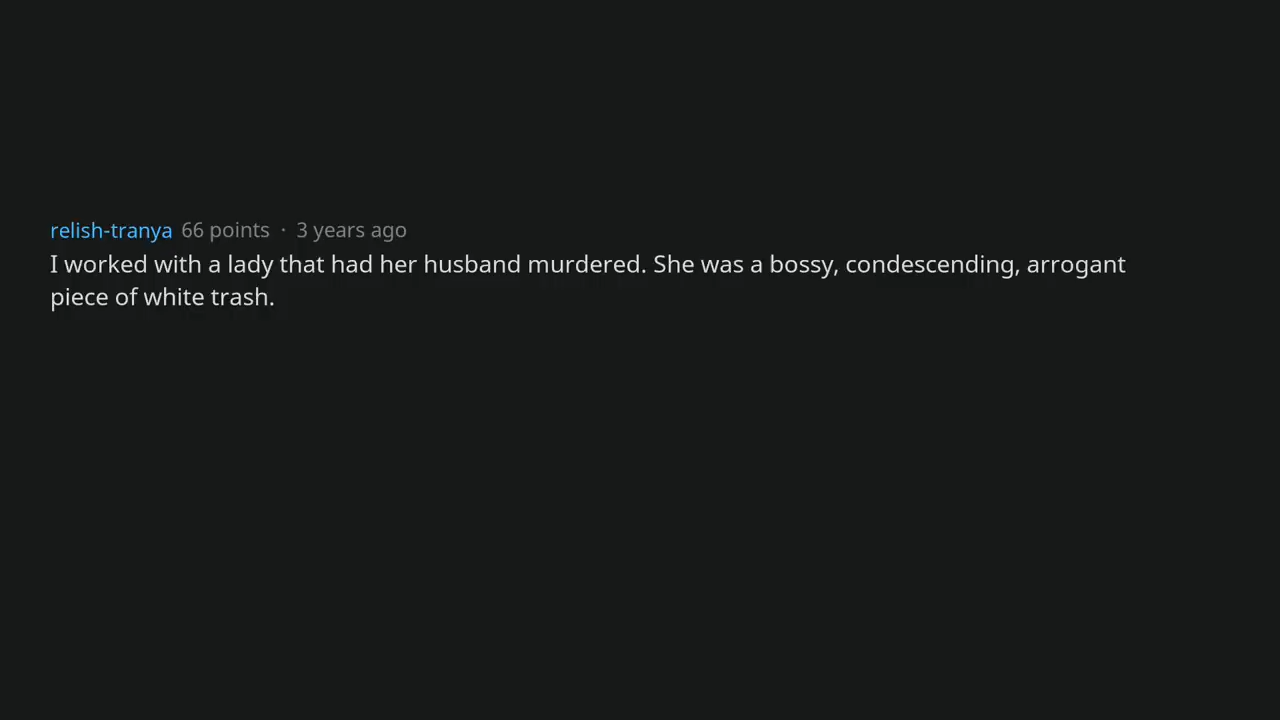 relish-tranya 66 points · 3 years ago
I worked with a lady that had her husband murdered. She was a bossy, condescending, arrogant
piece of white trash.